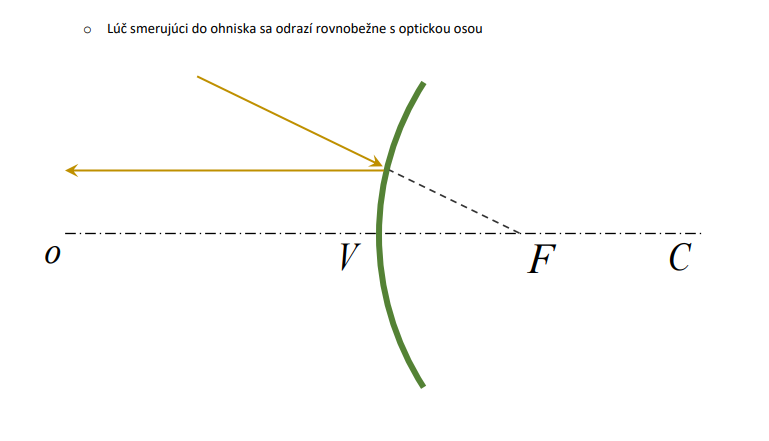 o Lúč smerujúci do ohniska sa odrazí rovnobežne s optickou osou
o V F C